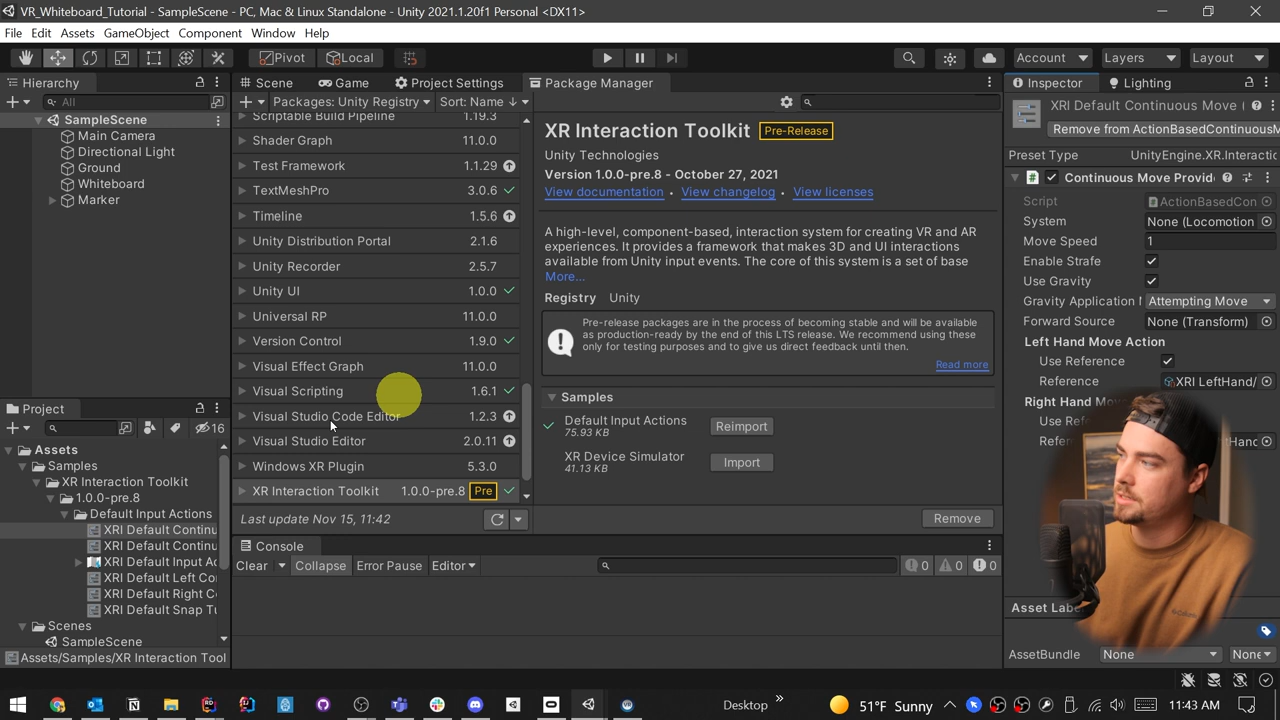 VR_Whiteboard_Tutorial - SampleScene - PC, Mac & Linux Standalone - Unity 2021.1.20f1 Personal <DX11>
File Edit Assets GameObject Component Window Help
Pivot Local Account Layers Layout
Hierarchy
All
SampleScene
Main Camera
Directional Light
Ground
Whiteboard
Marker
Project
16
Assets
Samples
XR Interaction Toolkit
1.0.0-pre.8
Default Input Actions
XRI Default Continu
XRI Default Continu
XRI Default Input Ac
XRI Default Left Co
XRI Default Right C
XRI Default Snap Tu
Scenes
SampleScene
Assets/Samples/XR Interaction Tool
Scene Game Project Settings Package Manager
Packages: Unity Registry Sort: Name ↓
Scriptable Build Pipeline 1.19.3
Shader Graph 11.0.0
Test Framework 1.1.29
TextMeshPro 3.0.6
Timeline 1.5.6
Unity Distribution Portal 2.1.6
Unity Recorder 2.5.7
Unity UI 1.0.0
Universal RP 11.0.0
Version Control 1.9.0
Visual Effect Graph 11.0.0
Visual Scripting 1.6.1
Visual Studio Code Editor 1.2.3
Visual Studio Editor 2.0.11
Windows XR Plugin 5.3.0
XR Interaction Toolkit 1.0.0-pre.8 Pre
Last update Nov 15, 11:42
XR Interaction Toolkit Pre-Release
Unity Technologies
Version 1.0.0-pre.8 - October 27, 2021
View documentation • View changelog • View licenses
A high-level, component-based, interaction system for creating VR and AR
experiences. It provides a framework that makes 3D and UI interactions
available from Unity input events. The core of this system is a set of base
More...
Registry Unity
Pre-release packages are in the process of becoming stable and will be available
as production-ready by the end of this LTS release. We recommend using these
only for testing purposes and to give us direct feedback until then.
Read more
Samples
Default Input Actions Reimport
75.93 KB
XR Device Simulator Import
41.13 KB
Remove
Console
Clear Collapse Error Pause Editor 0 0 0
Inspector Lighting
XRI Default Continuous Move (
Remove from ActionBasedContinuousM
Preset Type UnityEngine.XR.Interactic
Continuous Move Provid
Script ActionBasedCon
System None (Locomotion
Move Speed 1
Enable Strafe
Use Gravity
Gravity Application M Attempting Move
Forward Source None (Transform)
Left Hand Move Action
Use Reference
Reference XRI LeftHand/
Right Hand Mov
Use Refe
Refer Hanc
Asset Labe
AssetBundle None None
Desktop 51°F Sunny 11:43 AM